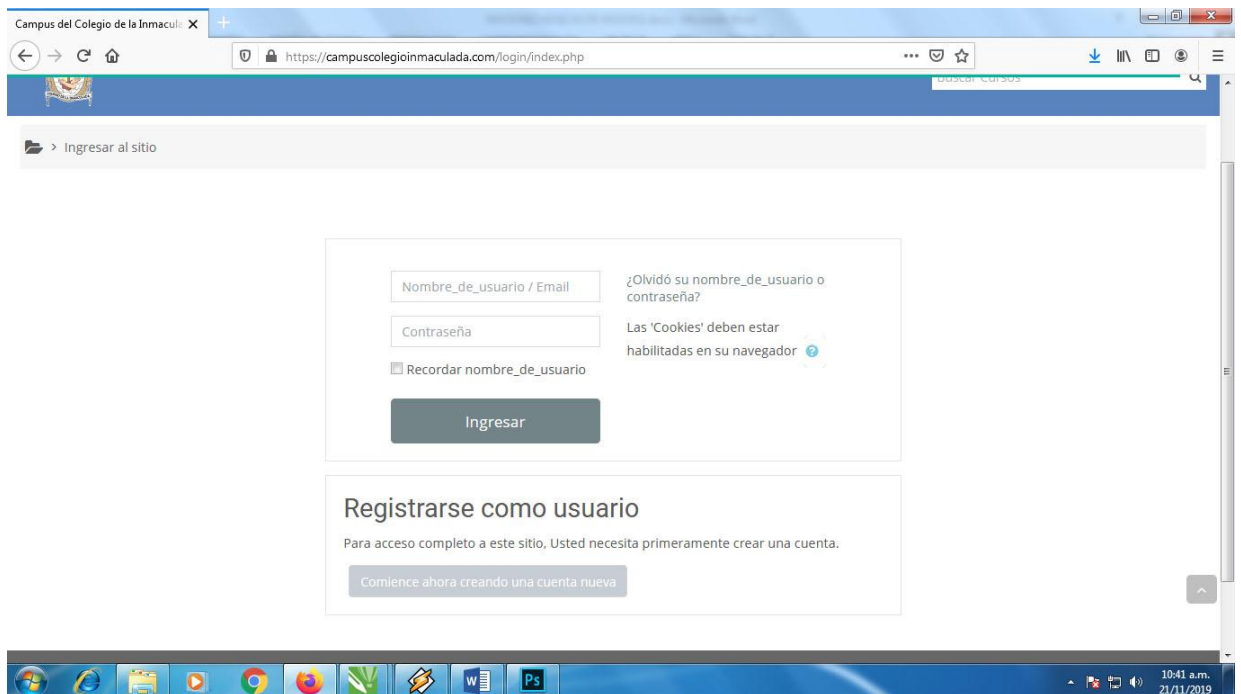 Campus del Colegio de la Inmacula
https://campuscolegioinmaculada.com/login/index.php
Buscar Cursos
> Ingresar al sitio
Nombre_de_usuario / Email
¿Olvidó su nombre_de_usuario o
contraseña?
Contraseña
Las 'Cookies' deben estar
habilitadas en su navegador
Recordar nombre_de_usuario
Ingresar
Registrarse como usuario
Para acceso completo a este sitio, Usted necesita primeramente crear una cuenta.
Comience ahora creando una cuenta nueva
W
Ps
10:41 a.m.
21/11/2019